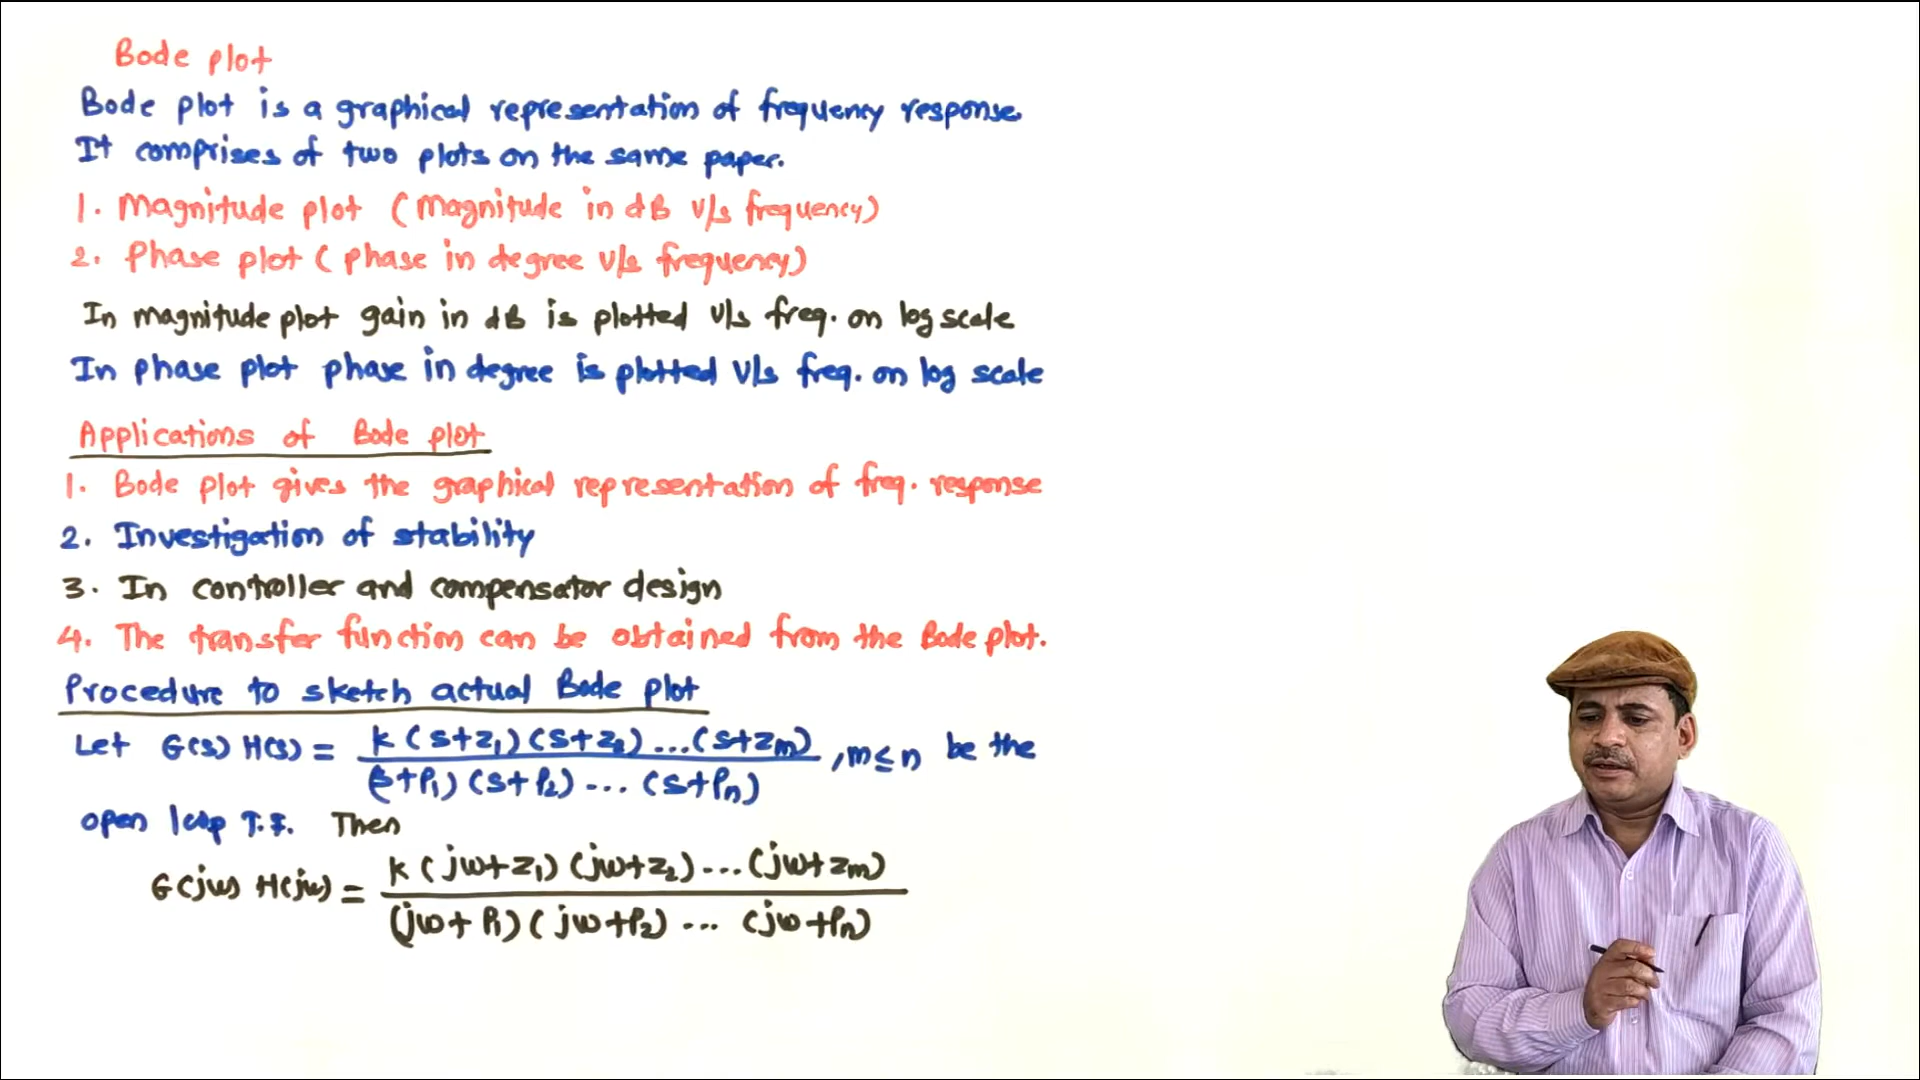 Bode plot
Bode plot is a graphical representation of frequency response.
It comprises of two plots on the same paper.
1. Magnitude plot (Magnitude in dB v/s frequency)
2. Phase plot (phase in degree v/s frequency)
In magnitude plot gain in dB is plotted v/s freq. on log scale
In phase plot phase in degree is plotted v/s freq. on log scale
Applications of Bode plot
1. Bode plot gives the graphical representation of freq. response
2. Investigation of stability
3. In controller and compensator design
4. The transfer function can be obtained from the Bode plot.
Procedure to sketch actual Bode plot
Let G(s) H(s) = K(s+z₁)(s+z₂)...(s+zₘ) / (s+p₁)(s+p₂)...(s+pₙ) , m≤n be the
open loop T.F. Then
G(jω) H(jω) = K(jω+z₁)(jω+z₂)...(jω+zₘ) / (jω+p₁)(jω+p₂)...(jω+pₙ)